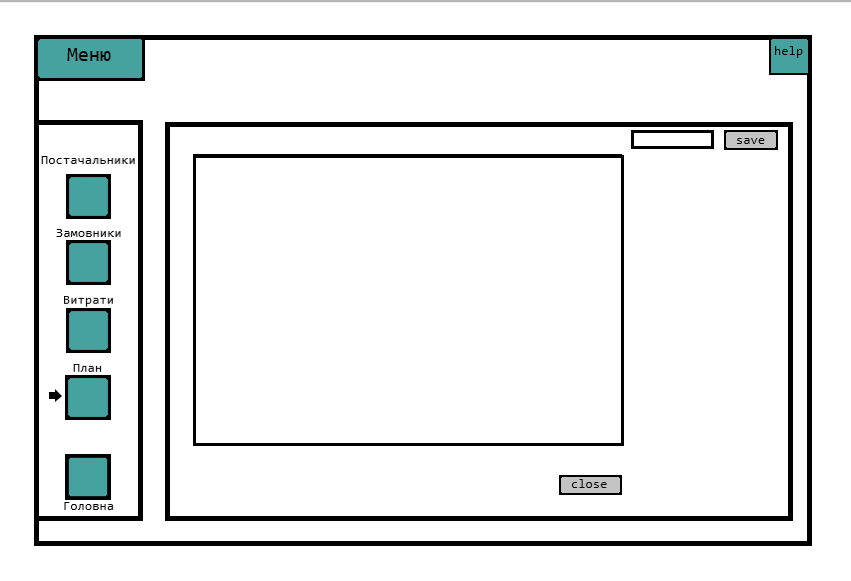 Меню
help
save
Постачальники
Замовники
Витрати
План
close
Головна